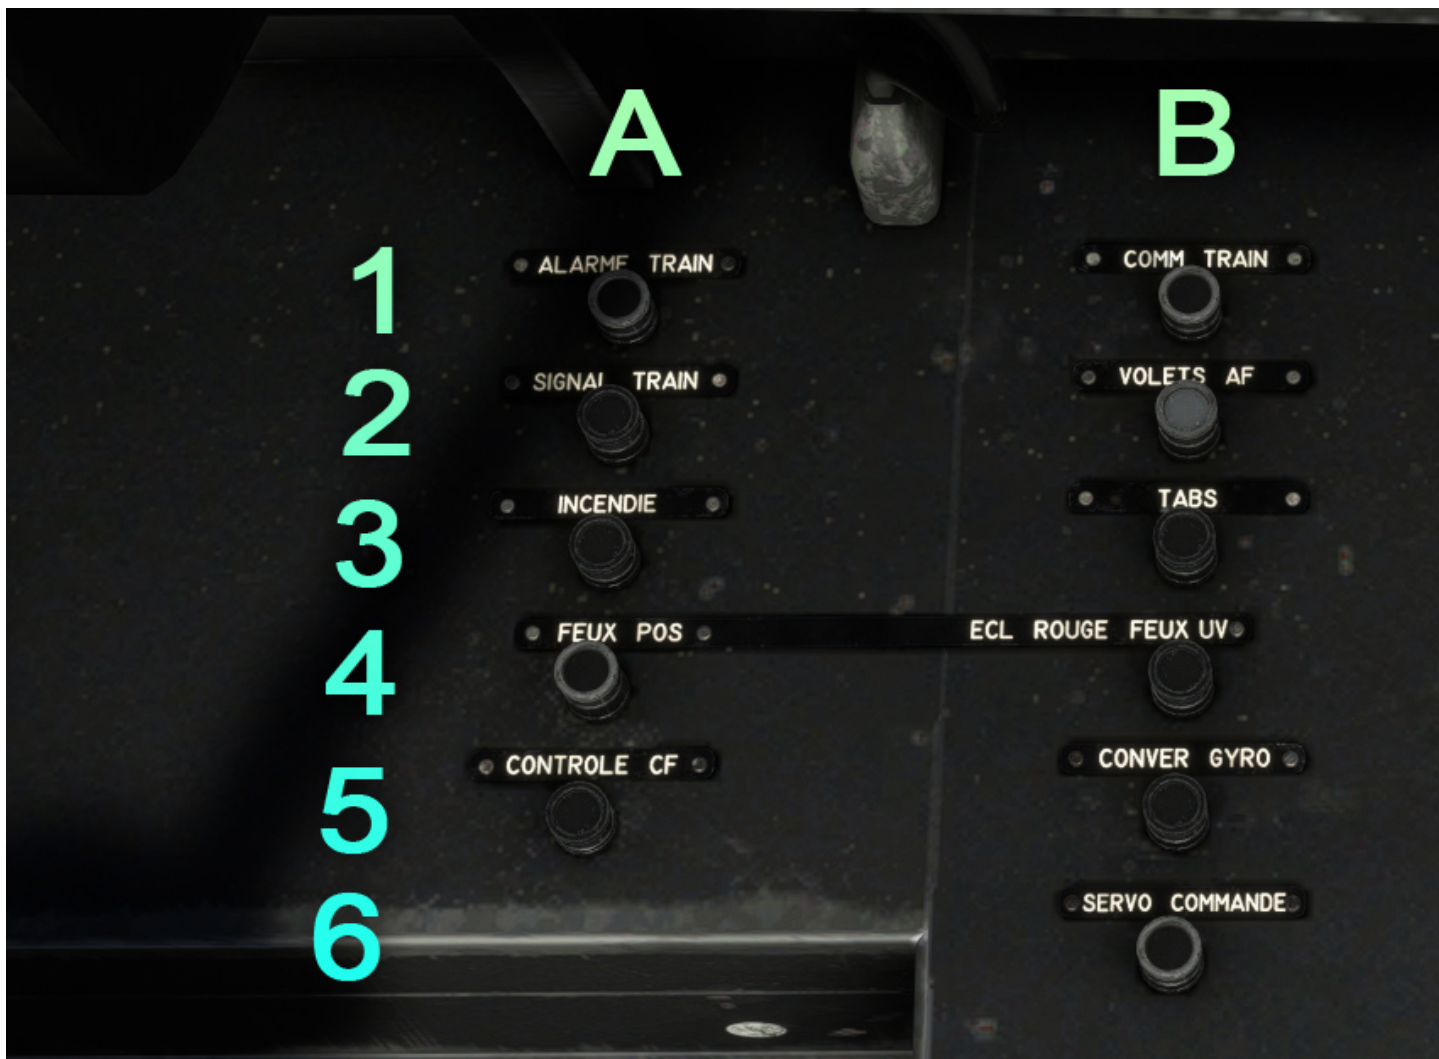 A B
1 ALARME TRAIN COMM TRAIN
2 SIGNAL TRAIN VOLETS AF
3 INCENDIE TABS
4 FEUX POS ECL ROUGE FEUX UV
5 CONTROLE CF CONVER GYRO
6 SERVO COMMANDE